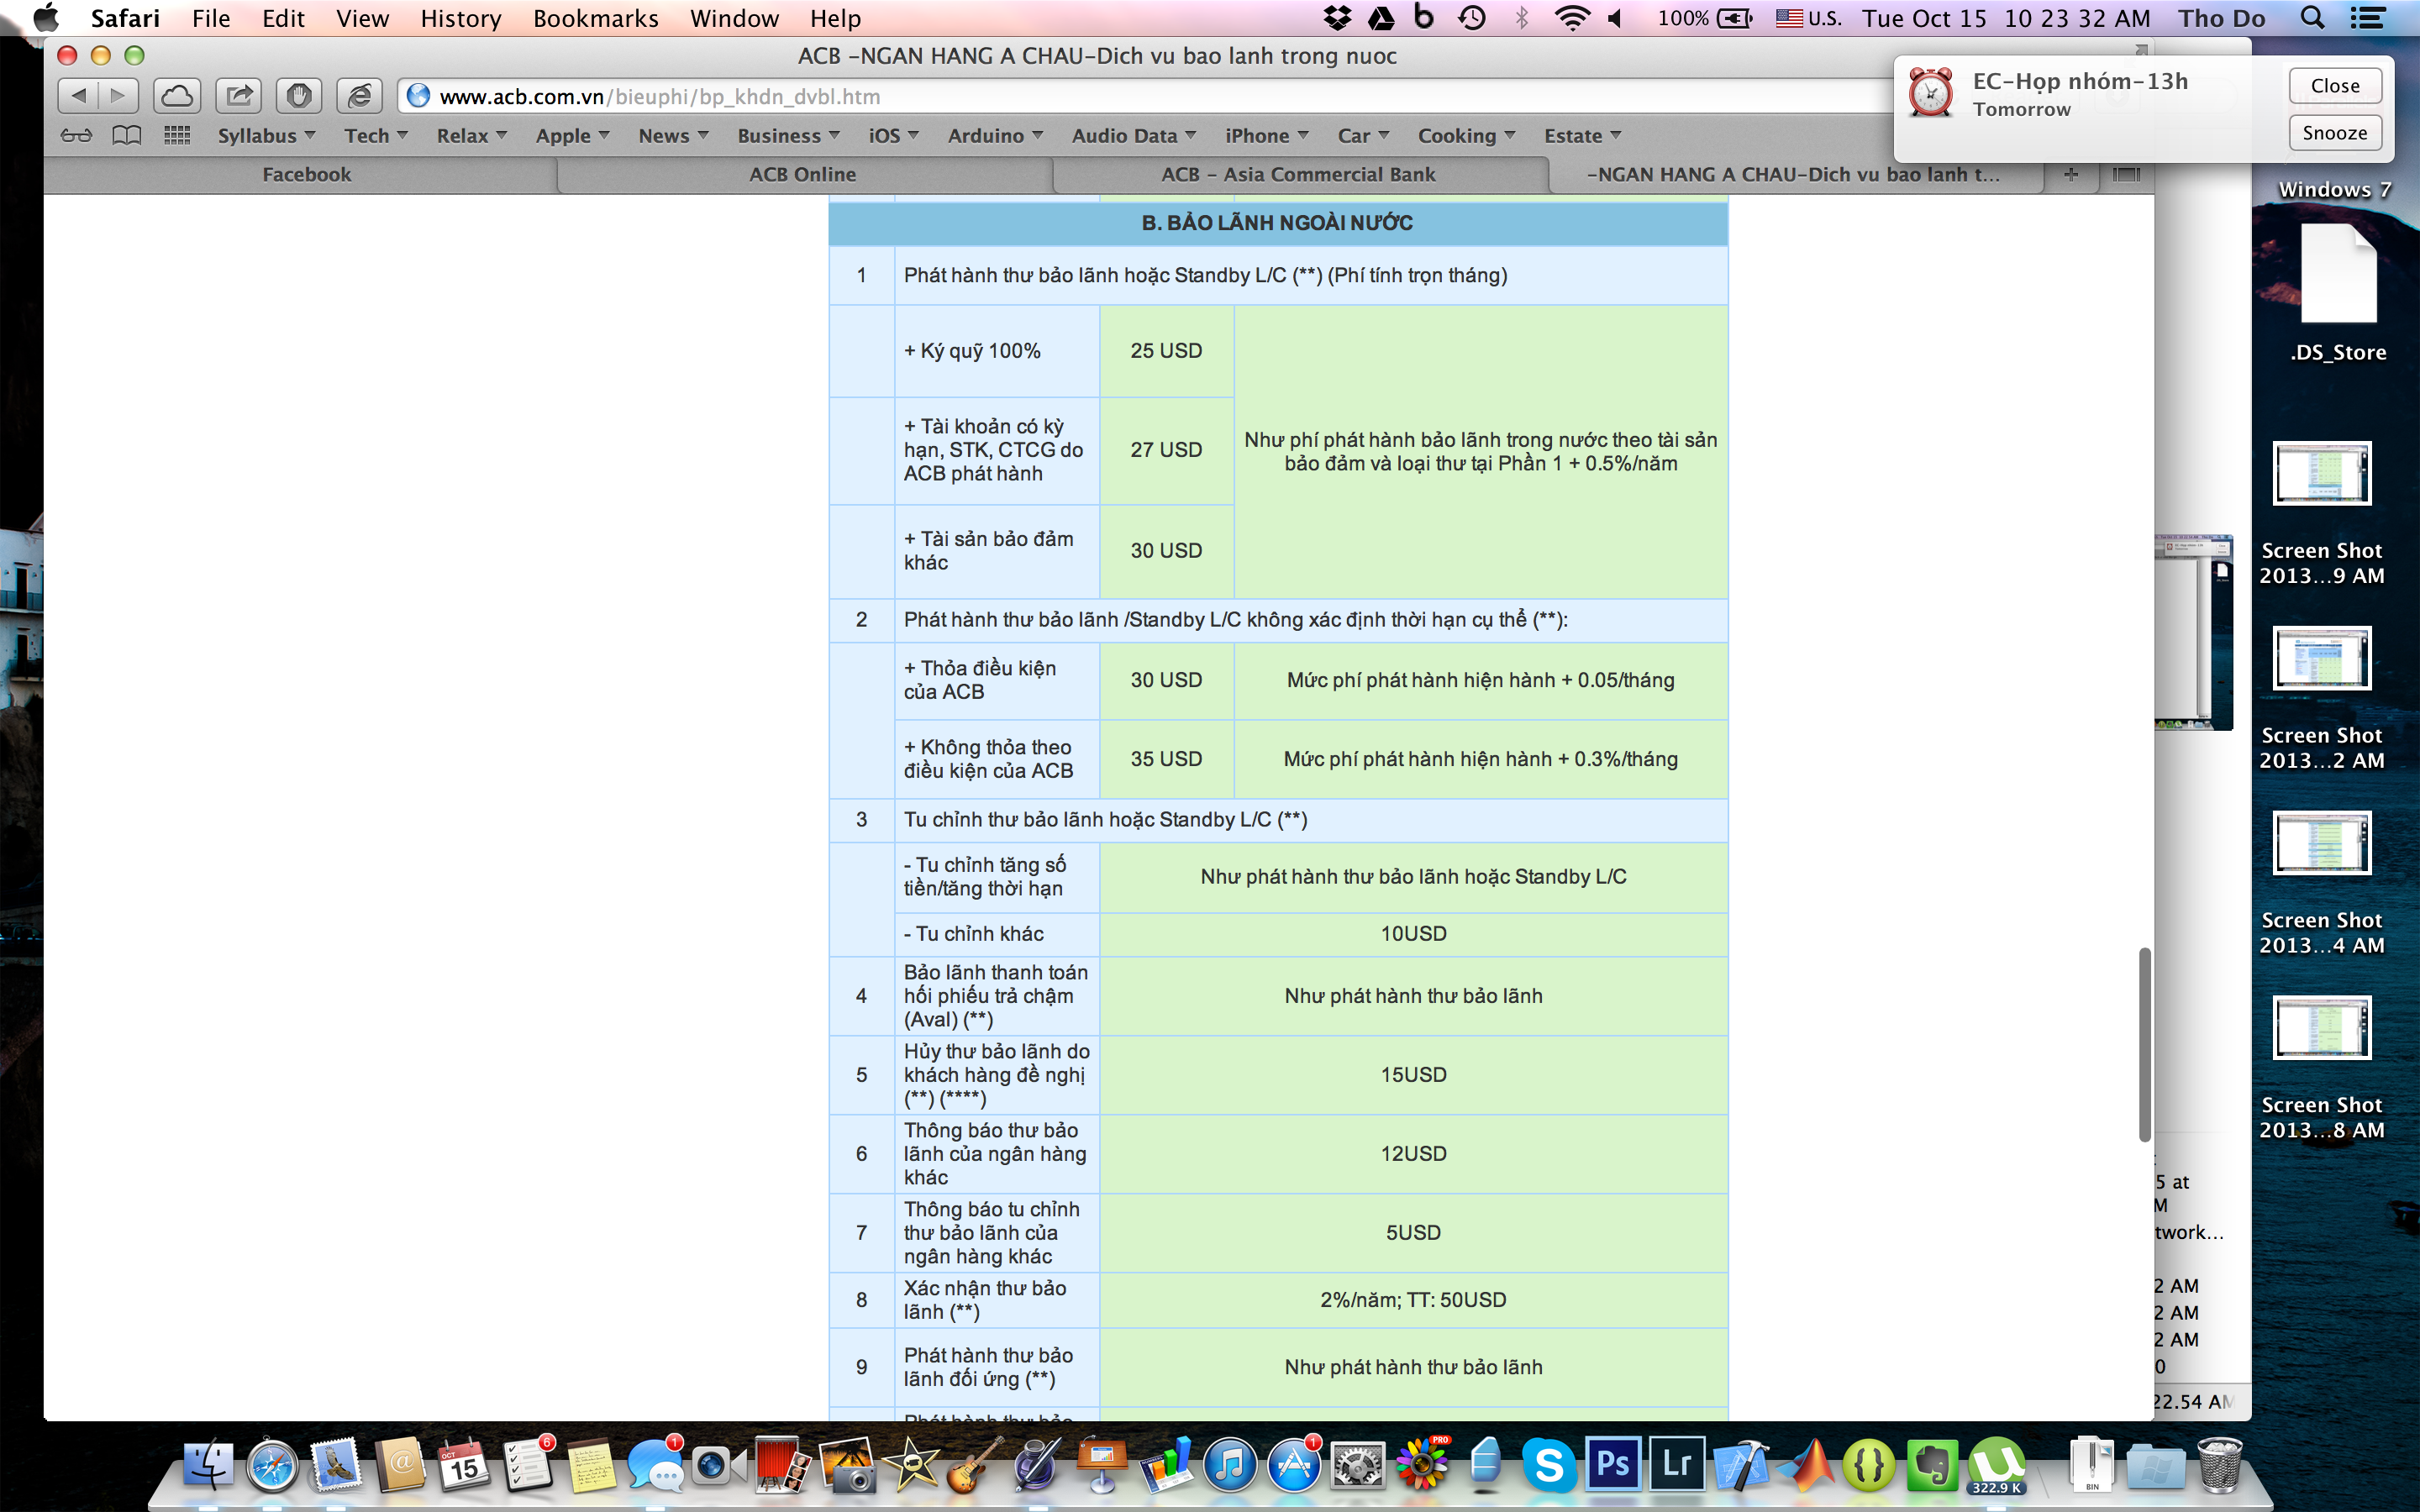 Safari File Edit View History Bookmarks Window Help
100% U.S. Tue Oct 15 10 23 32 AM Tho Do
ACB -NGAN HANG A CHAU-Dich vu bao lanh trong nuoc
www.acb.com.vn/bieuphi/bp_khdn_dvbl.htm
EC-Họp nhóm-13h
Tomorrow
Close
Snooze
Syllabus Tech Relax Apple News Business iOS Arduino Audio Data iPhone Car Cooking Estate
Facebook
ACB Online
ACB - Asia Commercial Bank
-NGAN HANG A CHAU-Dich vu bao lanh t...
B. BẢO LÃNH NGOÀI NƯỚC
1 Phát hành thư bảo lãnh hoặc Standby L/C (**) (Phí tính trọn tháng)
+ Ký quỹ 100%
25 USD
+ Tài khoản có kỳ
hạn, STK, CTCG do
ACB phát hành
27 USD
Như phí phát hành bảo lãnh trong nước theo tài sản
bảo đảm và loại thư tại Phần 1 + 0.5%/năm
+ Tài sản bảo đảm
khác
30 USD
2 Phát hành thư bảo lãnh /Standby L/C không xác định thời hạn cụ thể (**):
+ Thỏa điều kiện
của ACB
30 USD
Mức phí phát hành hiện hành + 0.05/tháng
+ Không thỏa theo
điều kiện của ACB
35 USD
Mức phí phát hành hiện hành + 0.3%/tháng
3 Tu chỉnh thư bảo lãnh hoặc Standby L/C (**)
- Tu chỉnh tăng số
tiền/tăng thời hạn
Như phát hành thư bảo lãnh hoặc Standby L/C
- Tu chỉnh khác
10USD
4
Bảo lãnh thanh toán
hối phiếu trả chậm
(Aval) (**)
Như phát hành thư bảo lãnh
5
Hủy thư bảo lãnh do
khách hàng đề nghị
(**) (****)
15USD
6
Thông báo thư bảo
lãnh của ngân hàng
khác
12USD
7
Thông báo tu chỉnh
thư bảo lãnh của
ngân hàng khác
5USD
8
Xác nhận thư bảo
lãnh (**)
2%/năm; TT: 50USD
9
Phát hành thư bảo
lãnh đối ứng (**)
Như phát hành thư bảo lãnh
Windows 7
.DS_Store
Screen Shot
2013...9 AM
Screen Shot
2013...2 AM
Screen Shot
2013...4 AM
Screen Shot
2013...8 AM
5 at
M
twork...
2 AM
2 AM
2 AM
0
22.54 AM
OCT
15
6
1
1
PRO
S
Ps
Lr
322.9 K
BIN